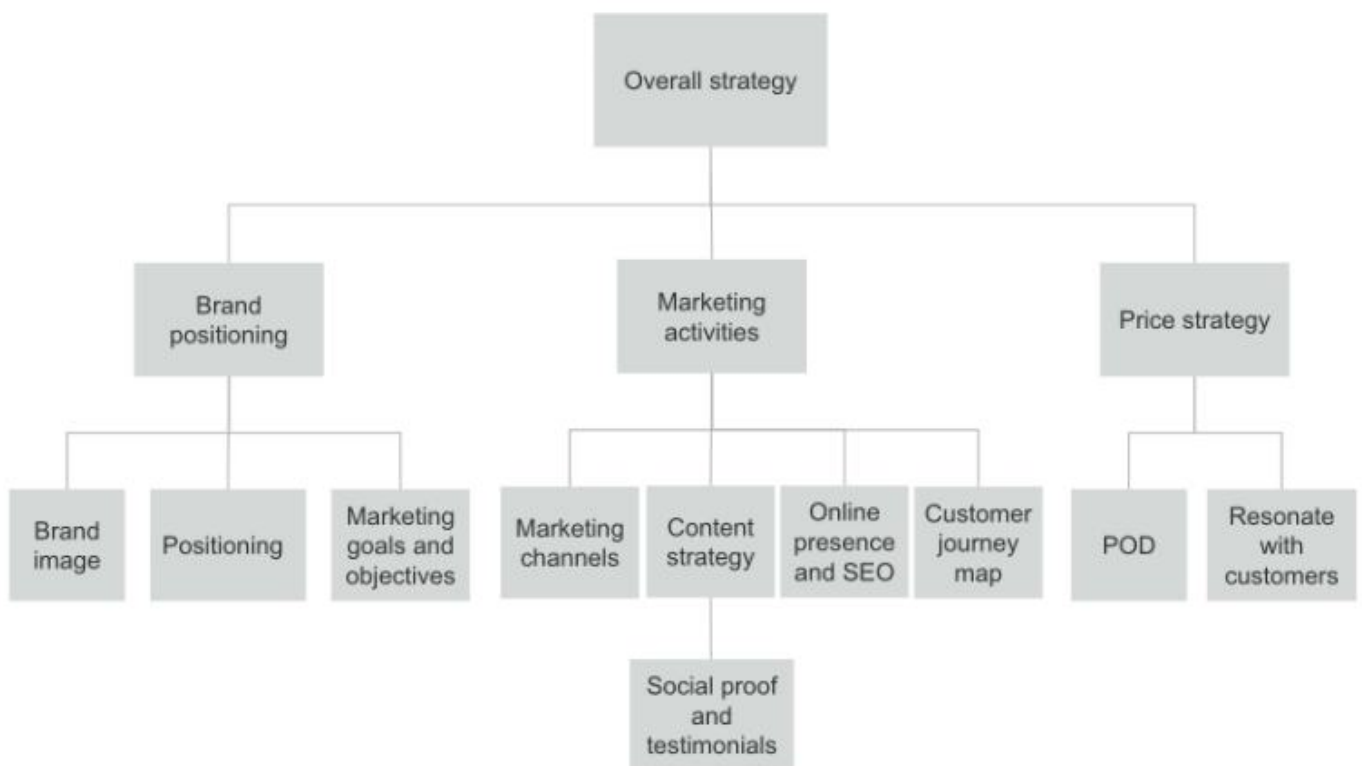 Overall strategy
Brand
positioning
Marketing
activities
Price strategy
Brand
image
Positioning
Marketing
goals and
objectives
Marketing
channels
Content
strategy
Online
presence
and SEO
Customer
journey
map
POD
Resonate
with
customers
Social proof
and
testimonials